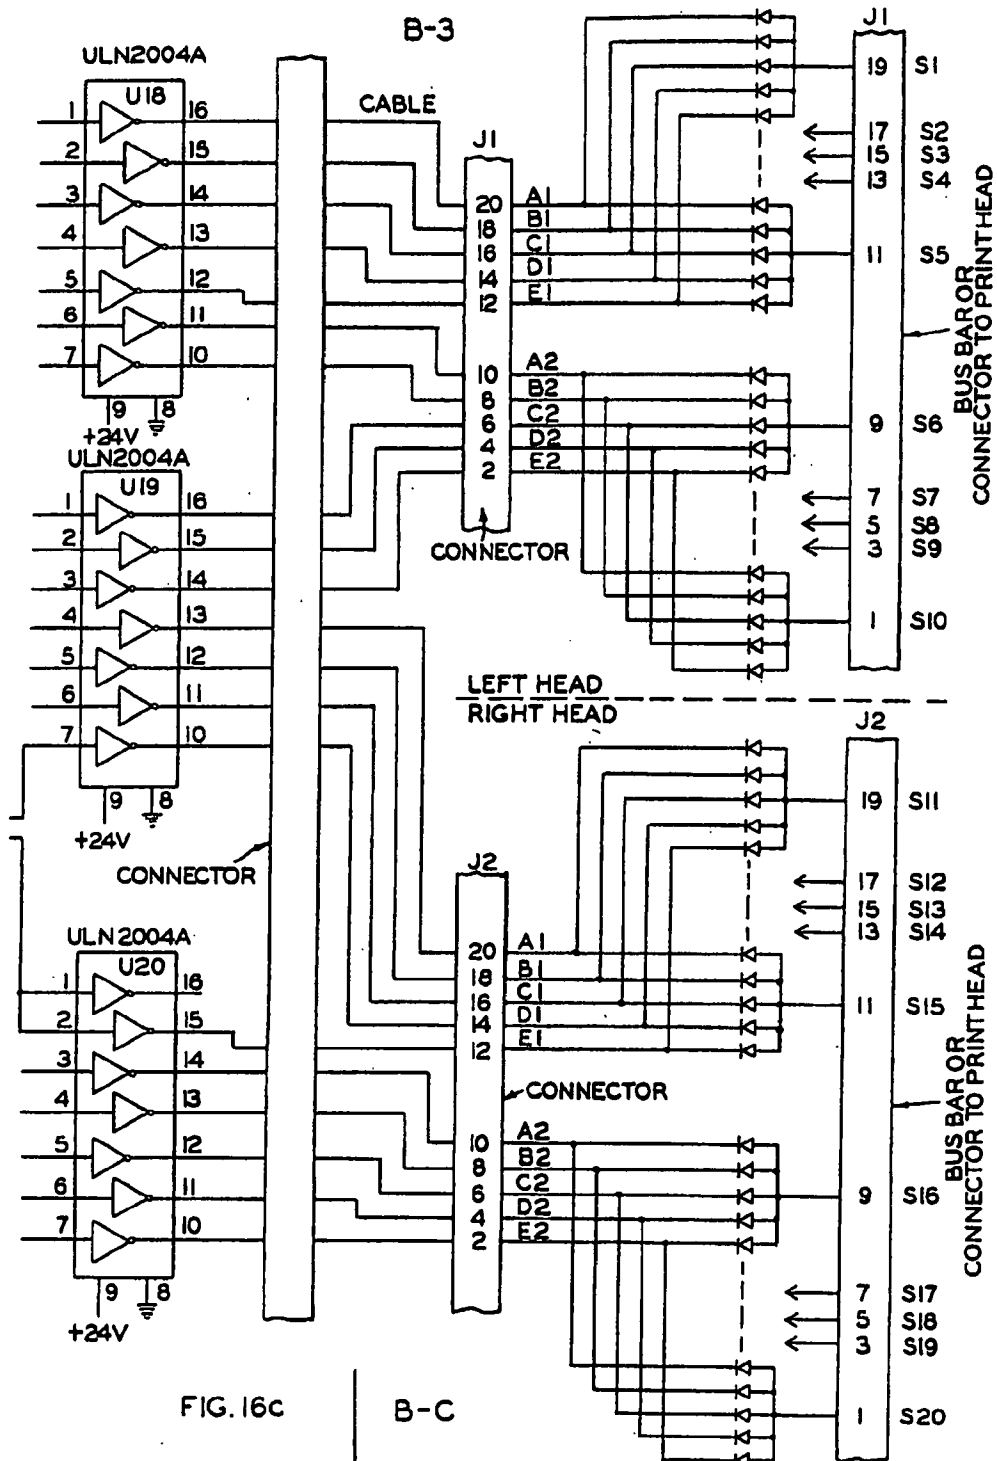 B-3
ULN2004A
U18
1 16
2 15
3 14
4 13
5 12
6 11
7 10
9 8
+24V
CABLE
J1
20 A1
18 B1
16 C1
14 D1
12 E1
10 A2
8 B2
6 C2
4 D2
2 E2
CONNECTOR
J1
19 S1
17 S2
15 S3
13 S4
11 S5
9 S6
7 S7
5 S8
3 S9
1 S10
BUS BAR OR
CONNECTOR TO PRINT HEAD
ULN2004A
U19
1 16
2 15
3 14
4 13
5 12
6 11
7 10
9 8
+24V
CONNECTOR
LEFT HEAD
RIGHT HEAD
ULN2004A
U20
1 16
2 15
3 14
4 13
5 12
6 11
7 10
9 8
+24V
J2
20 A1
18 B1
16 C1
14 D1
12 E1
CONNECTOR
10 A2
8 B2
6 C2
4 D2
2 E2
J2
19 S11
17 S12
15 S13
13 S14
11 S15
9 S16
7 S17
5 S18
3 S19
1 S20
BUS BAR OR
CONNECTOR TO PRINT HEAD
FIG. 16c
B-C